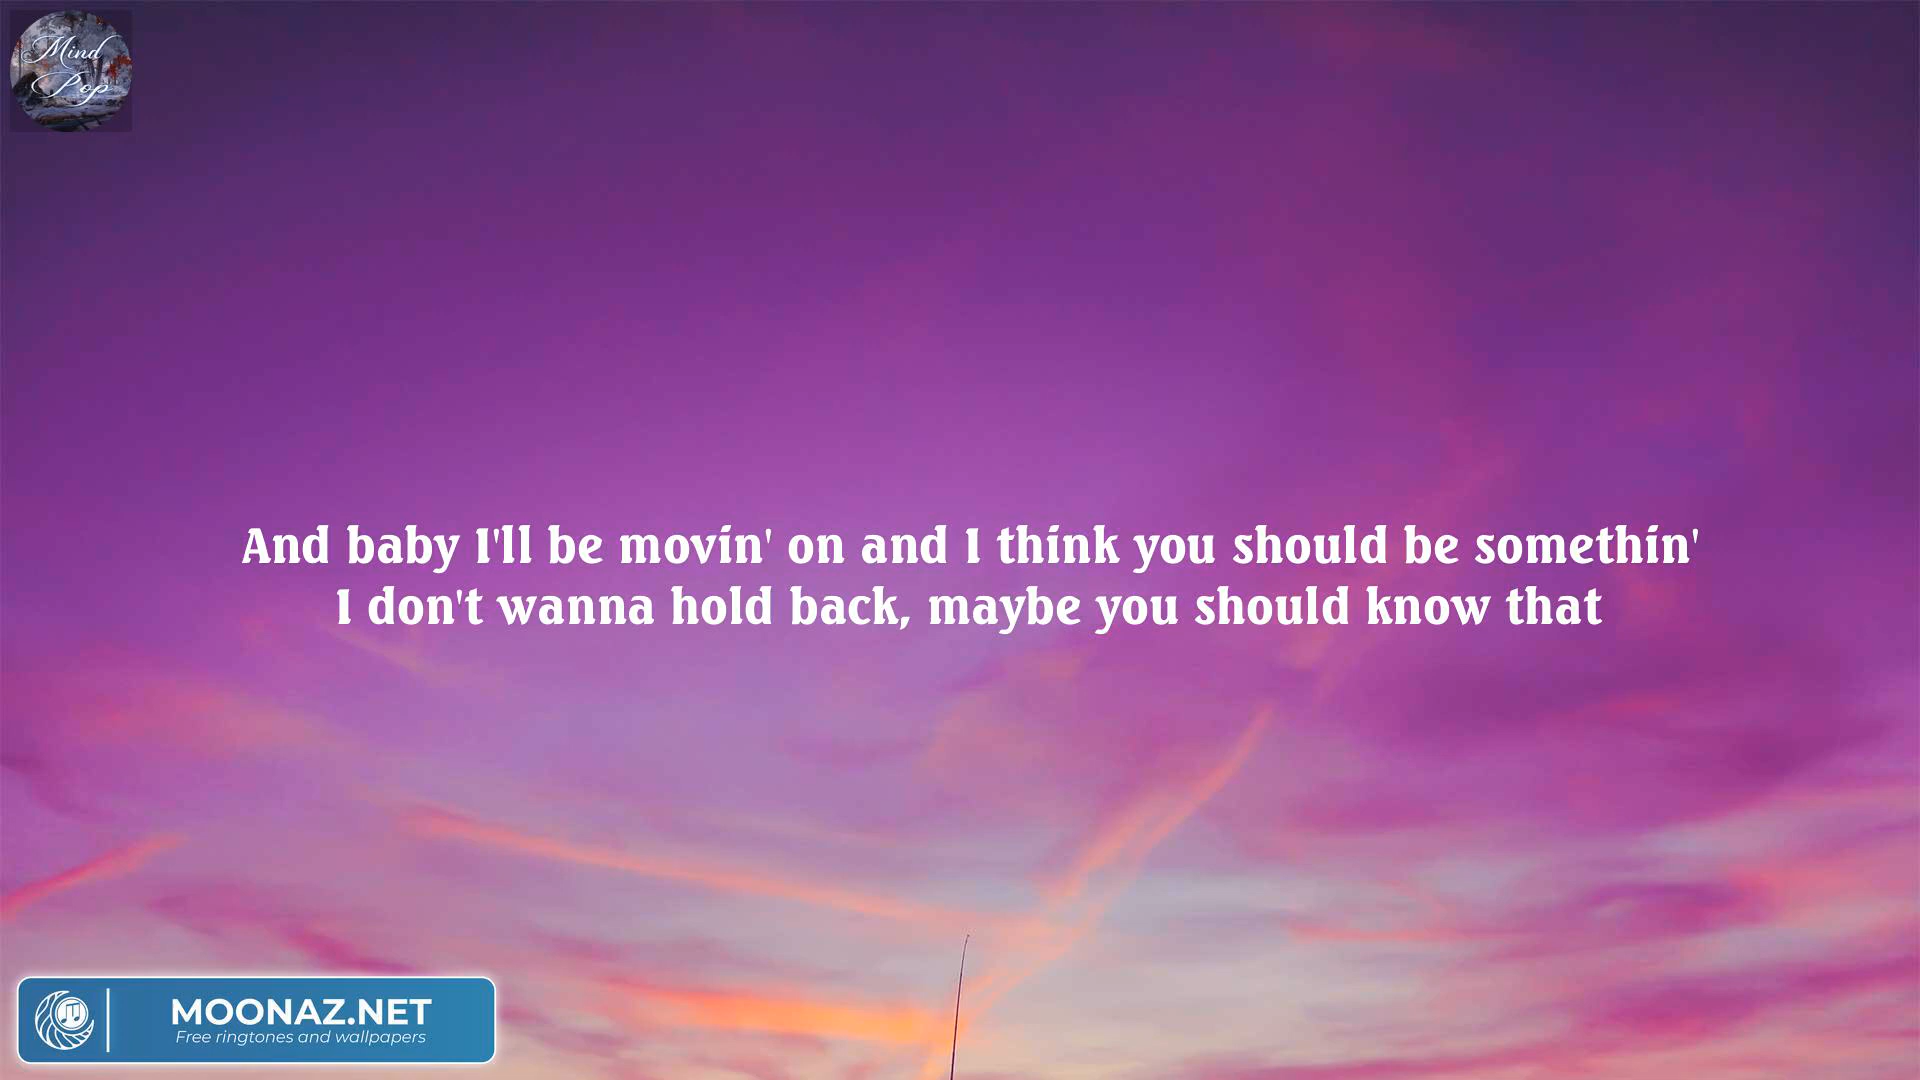 Mind
Pop
And baby I'll be movin' on and I think you should be somethin'
I don't wanna hold back, maybe you should know that
MOONAZ.NET
Free ringtones and wallpapers